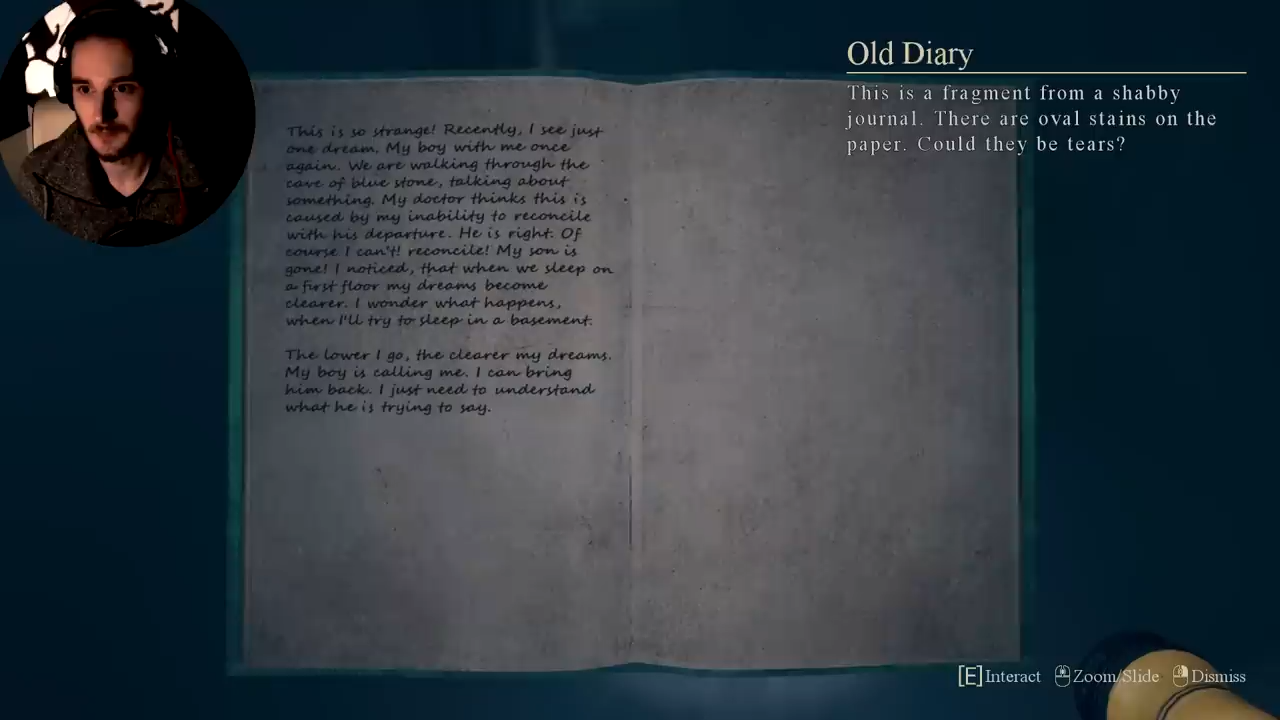 Old Diary
This is a fragment from a shabby
journal. There are oval stains on the
paper. Could they be tears?
This is so strange! Recently, I see just
one dream. My boy with me once
again. We are walking through the
cave of blue stone, talking about
something. My doctor thinks this is
caused by my inability to reconcile
with his departure. He is right. Of
course I can't! reconcile! My son is
gone! I noticed, that when we sleep on
a first floor my dreams become
clearer. I wonder what happens,
when I'll try to sleep in a basement.
The lower I go, the clearer my dreams.
My boy is calling me. I can bring
him back. I just need to understand
what he is trying to say.
[E]Interact Zoom/Slide Dismiss